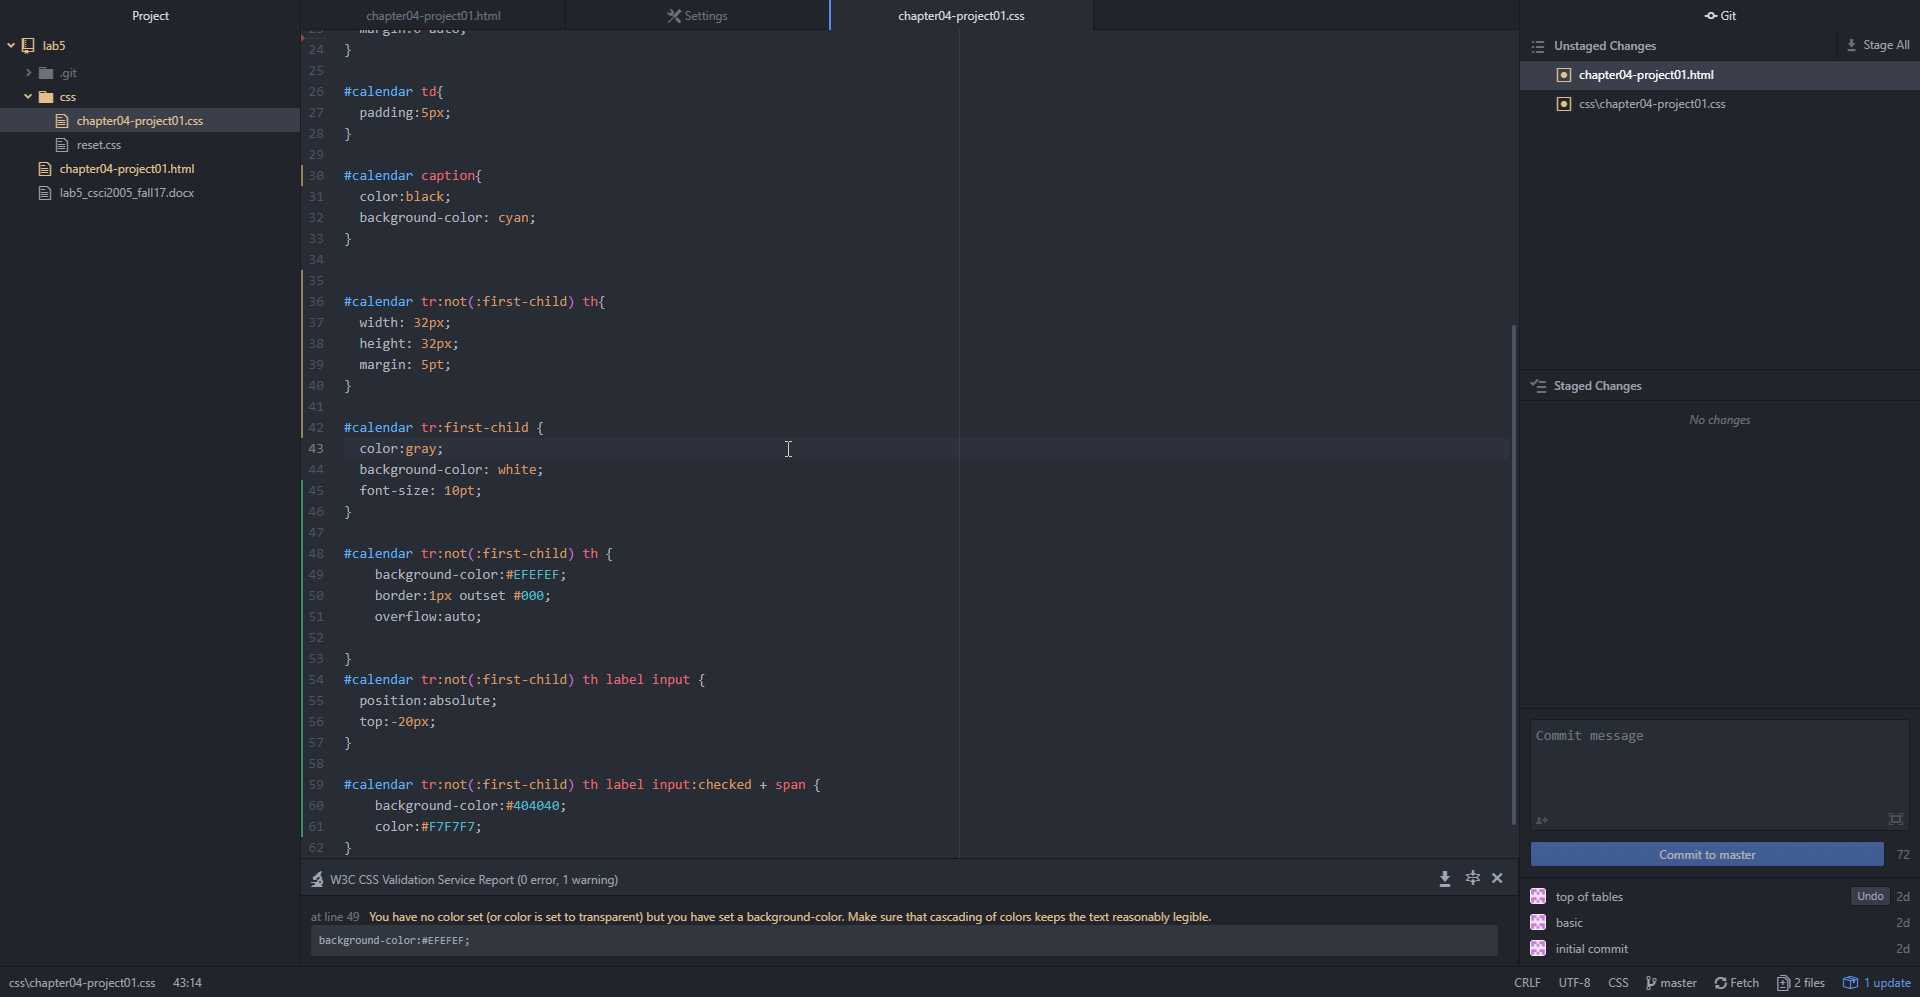 Project
lab5
.git
css
chapter04-project01.css
reset.css
chapter04-project01.html
lab5_csci2005_fall17.docx
chapter04-project01.html
Settings
chapter04-project01.css
24 }
25
26 #calendar td{
27 padding:5px;
28 }
29
30 #calendar caption{
31 color:black;
32 background-color: cyan;
33 }
34
35
36 #calendar tr:not(:first-child) th{
37 width: 32px;
38 height: 32px;
39 margin: 5pt;
40 }
41
42 #calendar tr:first-child {
43 color:gray;
44 background-color: white;
45 font-size: 10pt;
46 }
47
48 #calendar tr:not(:first-child) th {
49 background-color:#EFEFEF;
50 border:1px outset #000;
51 overflow:auto;
52
53 }
54 #calendar tr:not(:first-child) th label input {
55 position:absolute;
56 top:-20px;
57 }
58
59 #calendar tr:not(:first-child) th label input:checked + span {
60 background-color:#404040;
61 color:#F7F7F7;
62 }
W3C CSS Validation Service Report (0 error, 1 warning)
at line 49 You have no color set (or color is set to transparent) but you have set a background-color. Make sure that cascading of colors keeps the text reasonably legible.
background-color:#EFEFEF;
Git
Unstaged Changes
Stage All
chapter04-project01.html
css\chapter04-project01.css
Staged Changes
No changes
Commit message
Commit to master
72
top of tables Undo 2d
basic 2d
initial commit 2d
css\chapter04-project01.css 43:14
CRLF UTF-8 CSS master Fetch 2 files 1 update